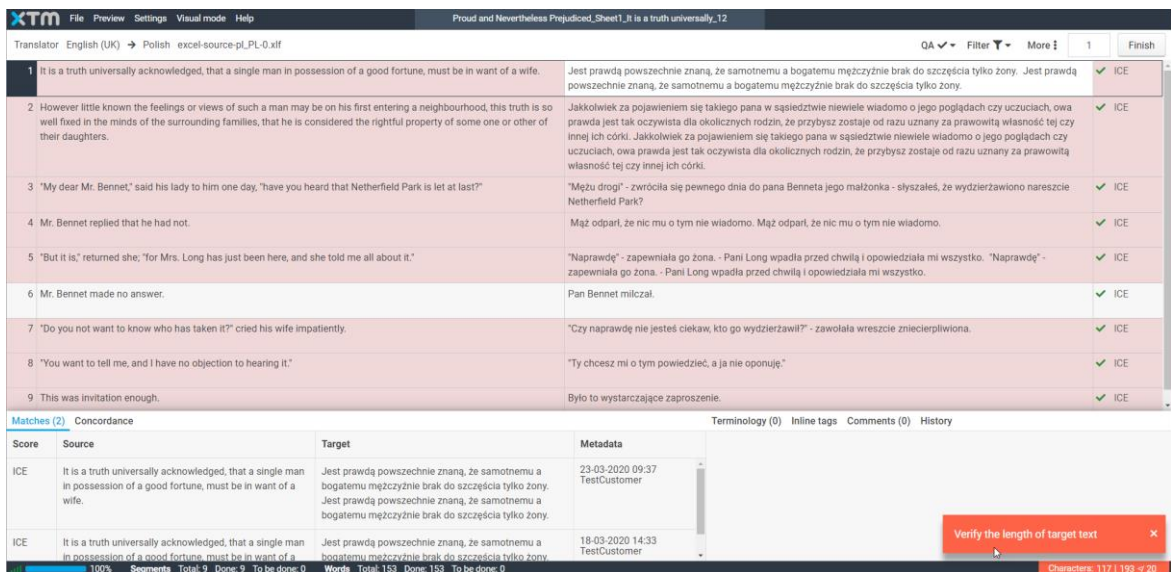 XTM File Preview Settings Visual mode Help Proud and Nevertheless Prejudiced_Sheet1_It is a truth universally_12
Translator English (UK) → Polish excel-source-pl_PL-0.xlf QA Filter More 1 Finish
1 It is a truth universally acknowledged, that a single man in possession of a good fortune, must be in want of a wife.
Jest prawdą powszechnie znaną, że samotnemu a bogatemu mężczyźnie brak do szczęścia tylko żony. Jest prawdą
powszechnie znaną, że samotnemu a bogatemu mężczyźnie brak do szczęścia tylko żony.
ICE
2 However little known the feelings or views of such a man may be on his first entering a neighbourhood, this truth is so
well fixed in the minds of the surrounding families, that he is considered the rightful property of some one or other of
their daughters.
Jakkolwiek za pojawieniem się takiego pana w sąsiedztwie niewiele wiadomo o jego poglądach czy uczuciach, owa
prawda jest tak oczywista dla okolicznych rodzin, że przybysz zostaje od razu uznany za prawowitą własność tej czy
innej ich córki. Jakkolwiek za pojawieniem się takiego pana w sąsiedztwie niewiele wiadomo o jego poglądach czy
uczuciach, owa prawda jest tak oczywista dla okolicznych rodzin, że przybysz zostaje od razu uznany za prawowitą
własność tej czy innej ich córki.
ICE
3 "My dear Mr. Bennet," said his lady to him one day, "have you heard that Netherfield Park is let at last?"
"Mężu drogi" - zwróciła się pewnego dnia do pana Benneta jego małżonka - słyszałeś, że wydzierżawiono nareszcie
Netherfield Park?
ICE
4 Mr. Bennet replied that he had not.
Mąż odparł, że nic mu o tym nie wiadomo. Mąż odparł, że nic mu o tym nie wiadomo.
ICE
5 "But it is," returned she; "for Mrs. Long has just been here, and she told me all about it."
"Naprawdę" - zapewniała go żona. - Pani Long wpadła przed chwilą i opowiedziała mi wszystko. "Naprawdę" -
zapewniała go żona. - Pani Long wpadła przed chwilą i opowiedziała mi wszystko.
ICE
6 Mr. Bennet made no answer.
Pan Bennet milczał.
ICE
7 "Do you not want to know who has taken it?" cried his wife impatiently.
"Czy naprawdę nie jesteś ciekaw, kto go wydzierżawił?" - zawołała wreszcie zniecierpliwiona.
ICE
8 "You want to tell me, and I have no objection to hearing it."
"Ty chcesz mi o tym powiedzieć, a ja nie oponuję."
ICE
9 This was invitation enough.
Było to wystarczające zaproszenie.
ICE
Matches (2) Concordance Terminology (0) Inline tags Comments (0) History
Score Source Target Metadata
ICE
It is a truth universally acknowledged, that a single man
in possession of a good fortune, must be in want of a
wife.
Jest prawdą powszechnie znaną, że samotnemu a
bogatemu mężczyźnie brak do szczęścia tylko żony.
Jest prawdą powszechnie znaną, że samotnemu a
bogatemu mężczyźnie brak do szczęścia tylko żony.
23-03-2020 09:37
TestCustomer
ICE
It is a truth universally acknowledged, that a single man
in possession of a good fortune, must be in want of a
Jest prawdą powszechnie znaną, że samotnemu a
bogatemu mężczyźnie brak do szczęścia tylko żony.
18-03-2020 14:33
TestCustomer
Verify the length of target text ×
100% Segments Total: 9 Done: 9 To be done: 0 Words Total: 153 Done: 153 To be done: 0 Characters: 117 | 193 ≮ 20